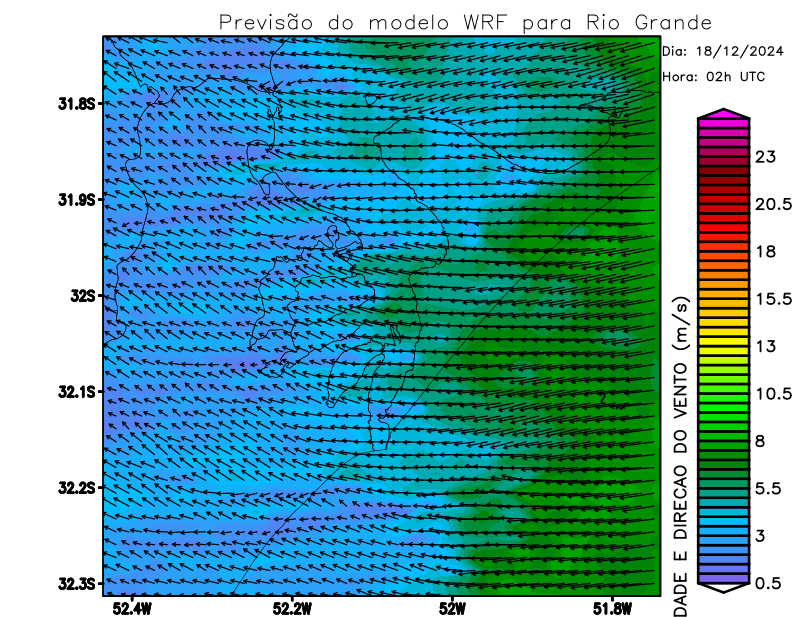 Previsão do modelo WRF para Rio Grande
Dia: 18/12/2024
Hora: 02h UTC
31.8S
31.9S
32S
32.1S
32.2S
32.3S
52.4W
52.2W
52W
51.8W
23
20.5
18
15.5
13
10.5
8
5.5
3
0.5
DADE E DIRECAO DO VENTO (m/s)